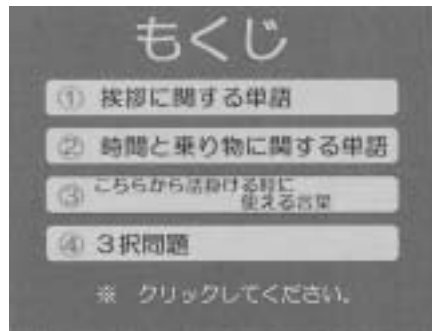 もくじ
① 挨拶に関する単語
② 時間と乗り物に関する単語
③ こちらから話掛ける時に
使える言葉
④ 3択問題
※ クリックしてください。